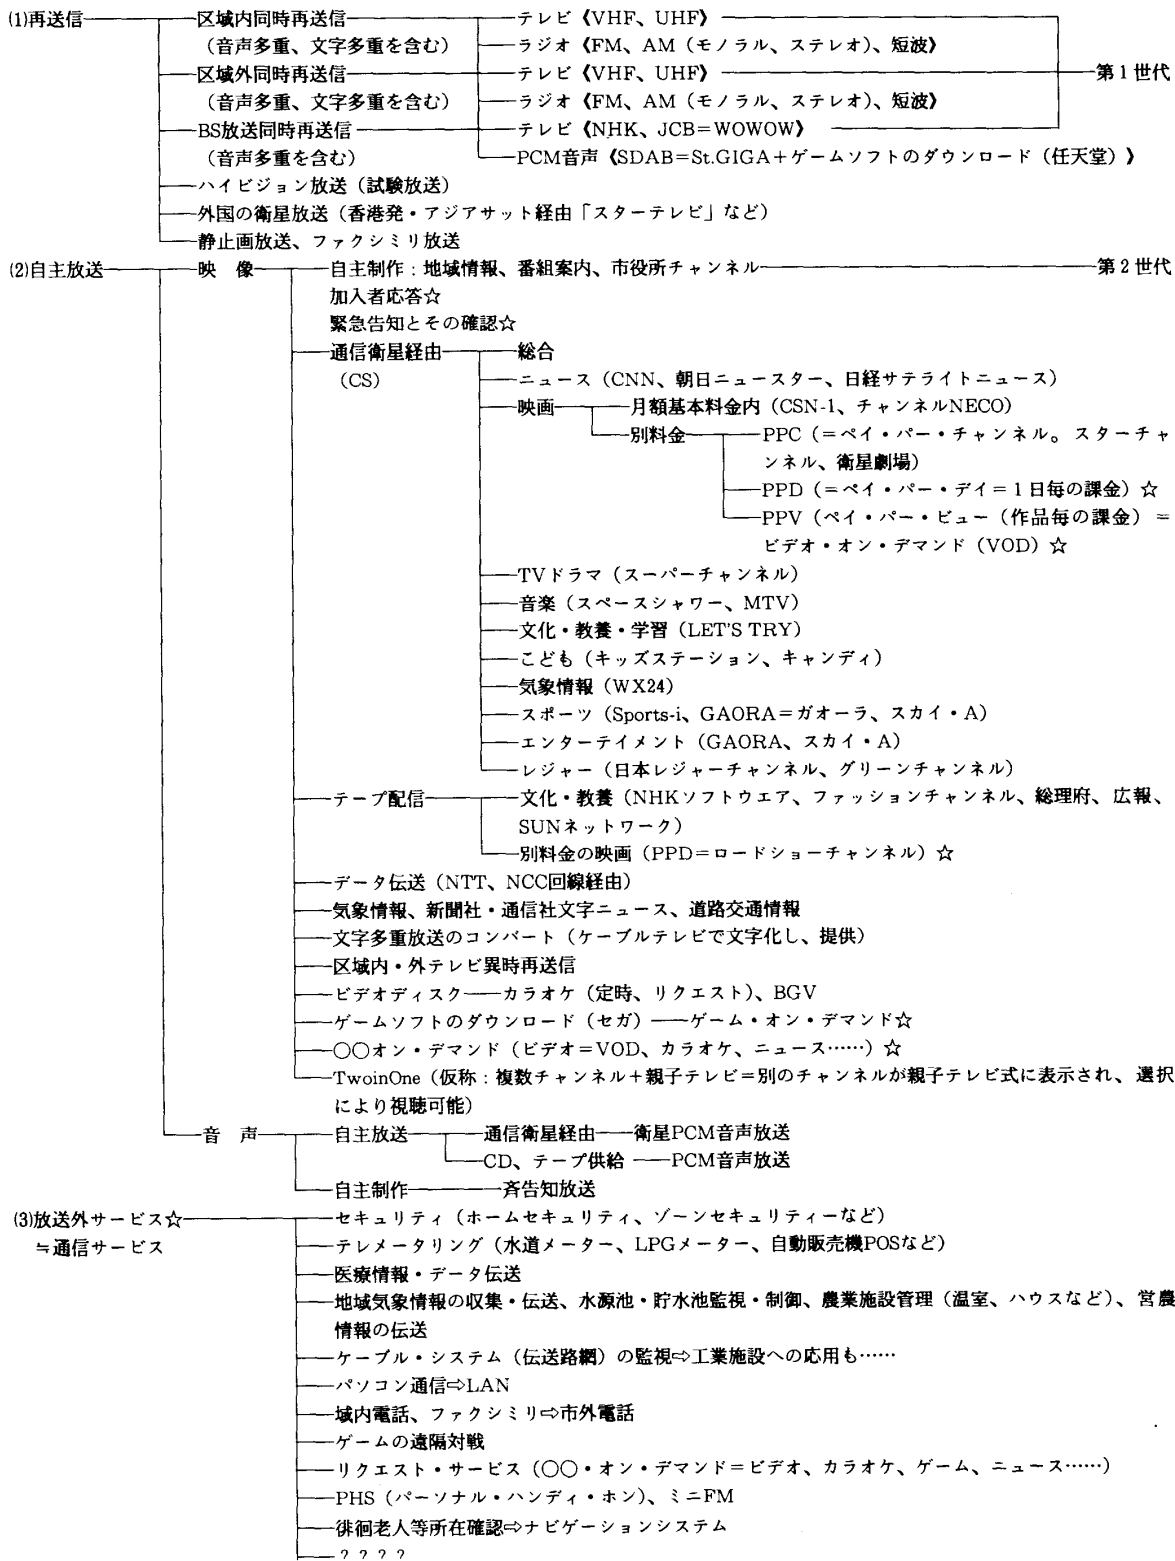 (1)再送信 区域内同時再送信 テレビ《VHF、UHF》
(音声多重、文字多重を含む) ラジオ《FM、AM(モノラル、ステレオ)、短波》
区域外同時再送信 テレビ《VHF、UHF》 第1世代
(音声多重、文字多重を含む) ラジオ《FM、AM(モノラル、ステレオ)、短波》
BS放送同時再送信 テレビ《NHK、JCB=WOWOW》
(音声多重を含む) PCM音声《SDAB=St.GIGA+ゲームソフトのダウンロード(任天堂)》
ハイビジョン放送(試験放送)
外国の衛星放送(香港発・アジアサット経由「スターテレビ」など)
静止画放送、ファクシミリ放送
(2)自主放送 映 像 自主制作:地域情報、番組案内、市役所チャンネル 第2世代
加入者応答☆
緊急告知とその確認☆
通信衛星経由 総合
(CS) ニュース(CNN、朝日ニュースター、日経サテライトニュース)
映画 月額基本料金内(CSN-1、チャンネルNECO)
別料金 PPC(=ペイ・パー・チャンネル。スターチャ
ンネル、衛星劇場)
PPD(=ペイ・パー・デイ=1日毎の課金)☆
PPV(ペイ・パー・ビュー(作品毎の課金)=
ビデオ・オン・デマンド(VOD)☆
TVドラマ(スーパーチャンネル)
音楽(スペースシャワー、MTV)
文化・教養・学習(LET'S TRY)
こども(キッズステーション、キャンディ)
気象情報(WX24)
スポーツ(Sports-i、GAORA=ガオーラ、スカイ・A)
エンターテイメント(GAORA、スカイ・A)
レジャー(日本レジャーチャンネル、グリーンチャンネル)
テープ配信 文化・教養(NHKソフトウエア、ファッションチャンネル、総理府、広報、
SUNネットワーク)
別料金の映画(PPD=ロードショーチャンネル)☆
データ伝送(NTT、NCC回線経由)
気象情報、新聞社・通信社文字ニュース、道路交通情報
文字多重放送のコンバート(ケーブルテレビで文字化し、提供)
区域内・外テレビ異時再送信
ビデオディスク カラオケ(定時、リクエスト)、BGV
ゲームソフトのダウンロード(セガ) ゲーム・オン・デマンド☆
○○オン・デマンド(ビデオ=VOD、カラオケ、ニュース……)☆
TwoinOne(仮称:複数チャンネル+親子テレビ=別のチャンネルが親子テレビ式に表示され、選択
により視聴可能)
音 声 自主放送 通信衛星経由 衛星PCM音声放送
CD、テープ供給 PCM音声放送
自主制作 斉告知放送
(3)放送外サービス☆ セキュリティ(ホームセキュリティ、ゾーンセキュリティーなど)
≒通信サービス テレメータリング(水道メーター、LPGメーター、自動販売機POSなど)
医療情報・データ伝送
地域気象情報の収集・伝送、水源池・貯水池監視・制御、農業施設管理(温室、ハウスなど)、営農
情報の伝送
ケーブル・システム(伝送路網)の監視⇨工業施設への応用も……
パソコン通信⇨LAN
域内電話、ファクシミリ⇨市外電話
ゲームの遠隔対戦
リクエスト・サービス(○○・オン・デマンド=ビデオ、カラオケ、ゲーム、ニュース……)
PHS(パーソナル・ハンディ・ホン)、ミニFM
徘徊老人等所在確認⇨ナビゲーションシステム
????